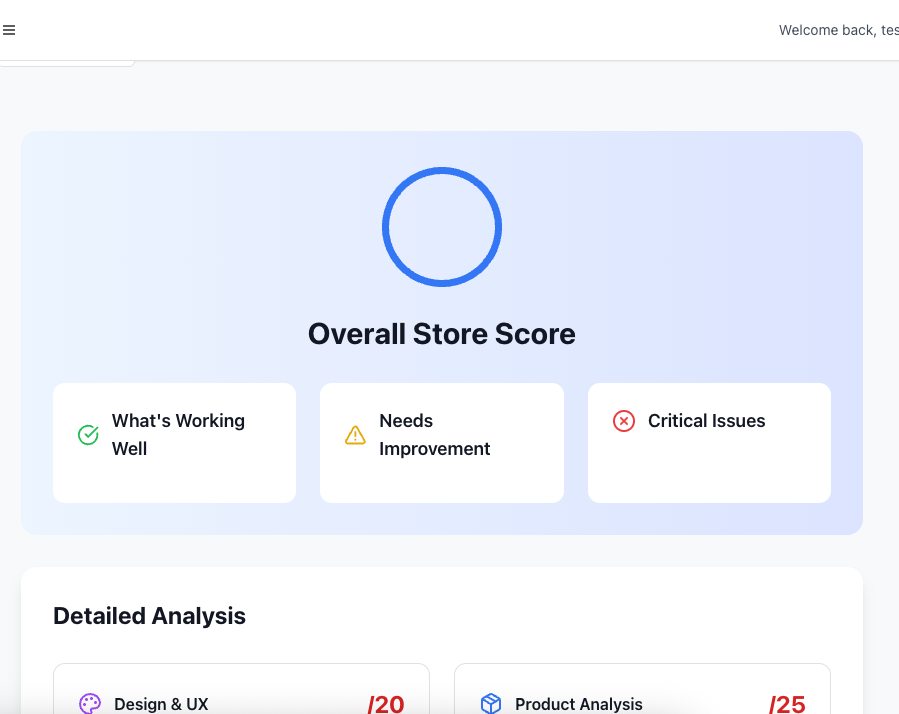 Welcome back, tes
Overall Store Score
What's Working
Well
Needs
Improvement
Critical Issues
Detailed Analysis
Design & UX
/20
Product Analysis
/25